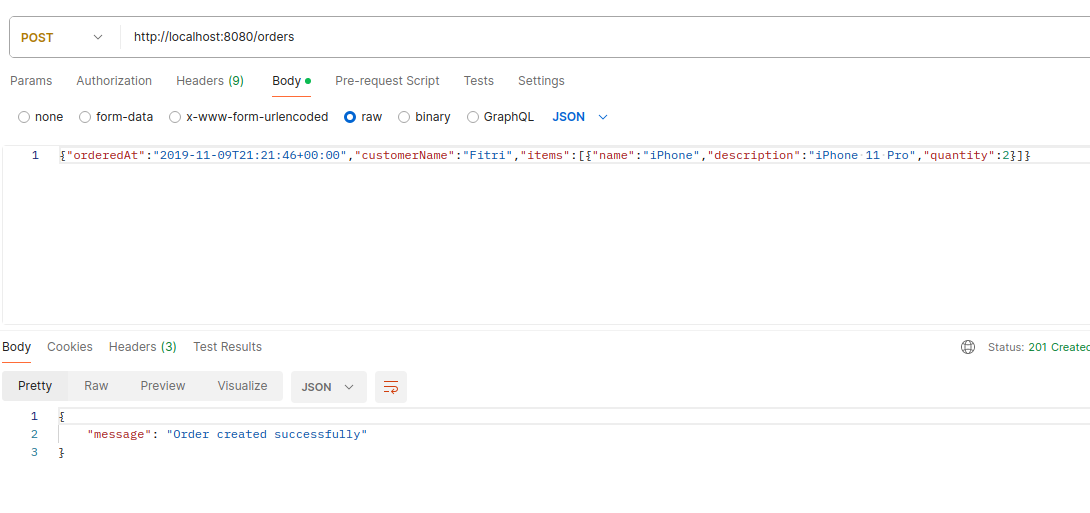 POST http://localhost:8080/orders
Params Authorization Headers (9) Body Pre-request Script Tests Settings
none form-data x-www-form-urlencoded raw binary GraphQL JSON
1 {"orderedAt":"2019-11-09T21:21:46+00:00","customerName":"Fitri","items":[{"name":"iPhone","description":"iPhone 11 Pro","quantity":2}]}
Body Cookies Headers (3) Test Results Status: 201 Created
Pretty Raw Preview Visualize JSON
1 {
2 "message": "Order created successfully"
3 }